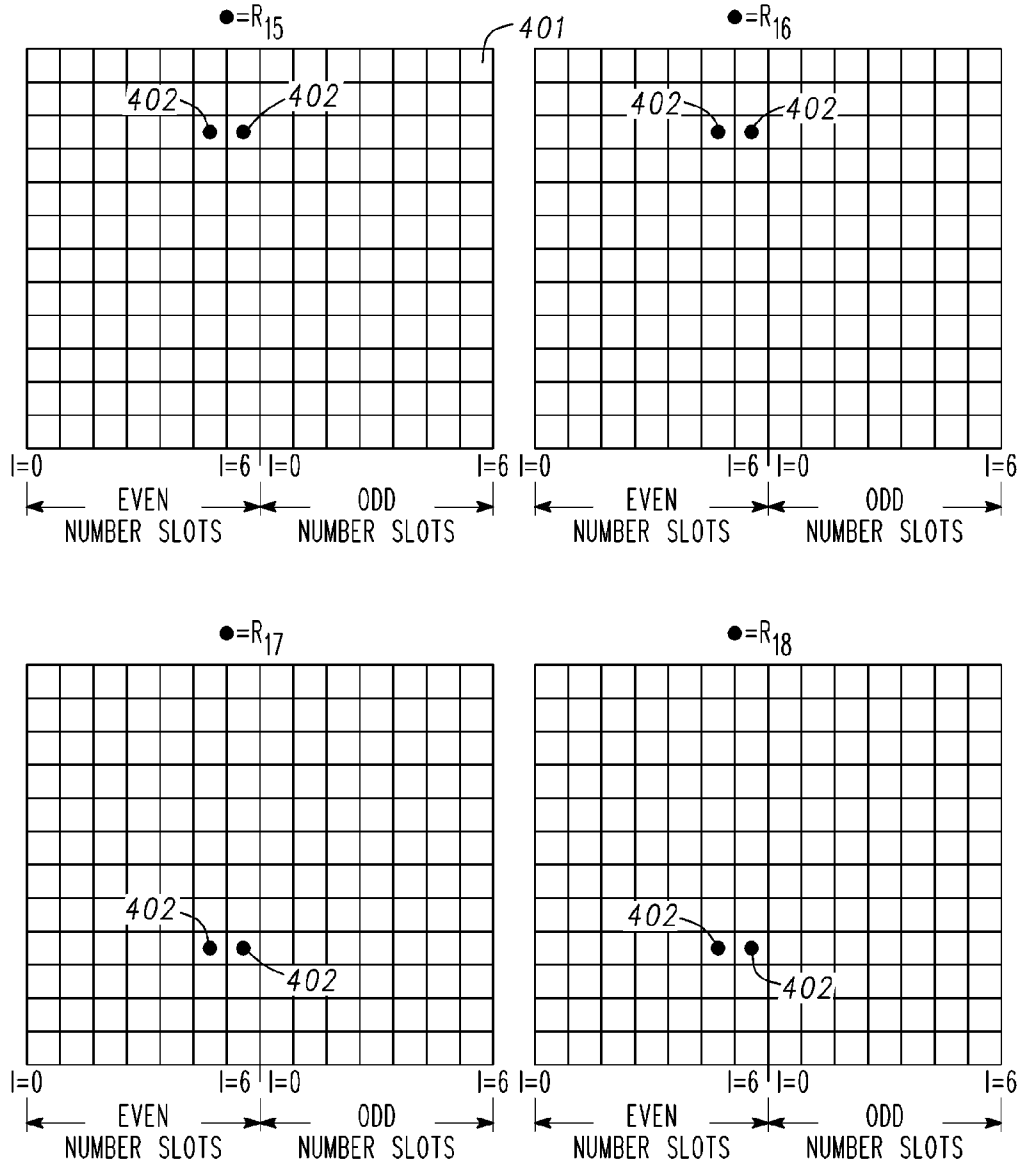 ●=R15
401
●=R16
402
402
402
402
l=0
l=6
l=0
l=6
l=0
l=6
l=0
l=6
EVEN NUMBER SLOTS
ODD NUMBER SLOTS
EVEN NUMBER SLOTS
ODD NUMBER SLOTS
●=R17
●=R18
402
402
402
402
l=0
l=6
l=0
l=6
l=0
l=6
l=0
l=6
EVEN NUMBER SLOTS
ODD NUMBER SLOTS
EVEN NUMBER SLOTS
ODD NUMBER SLOTS